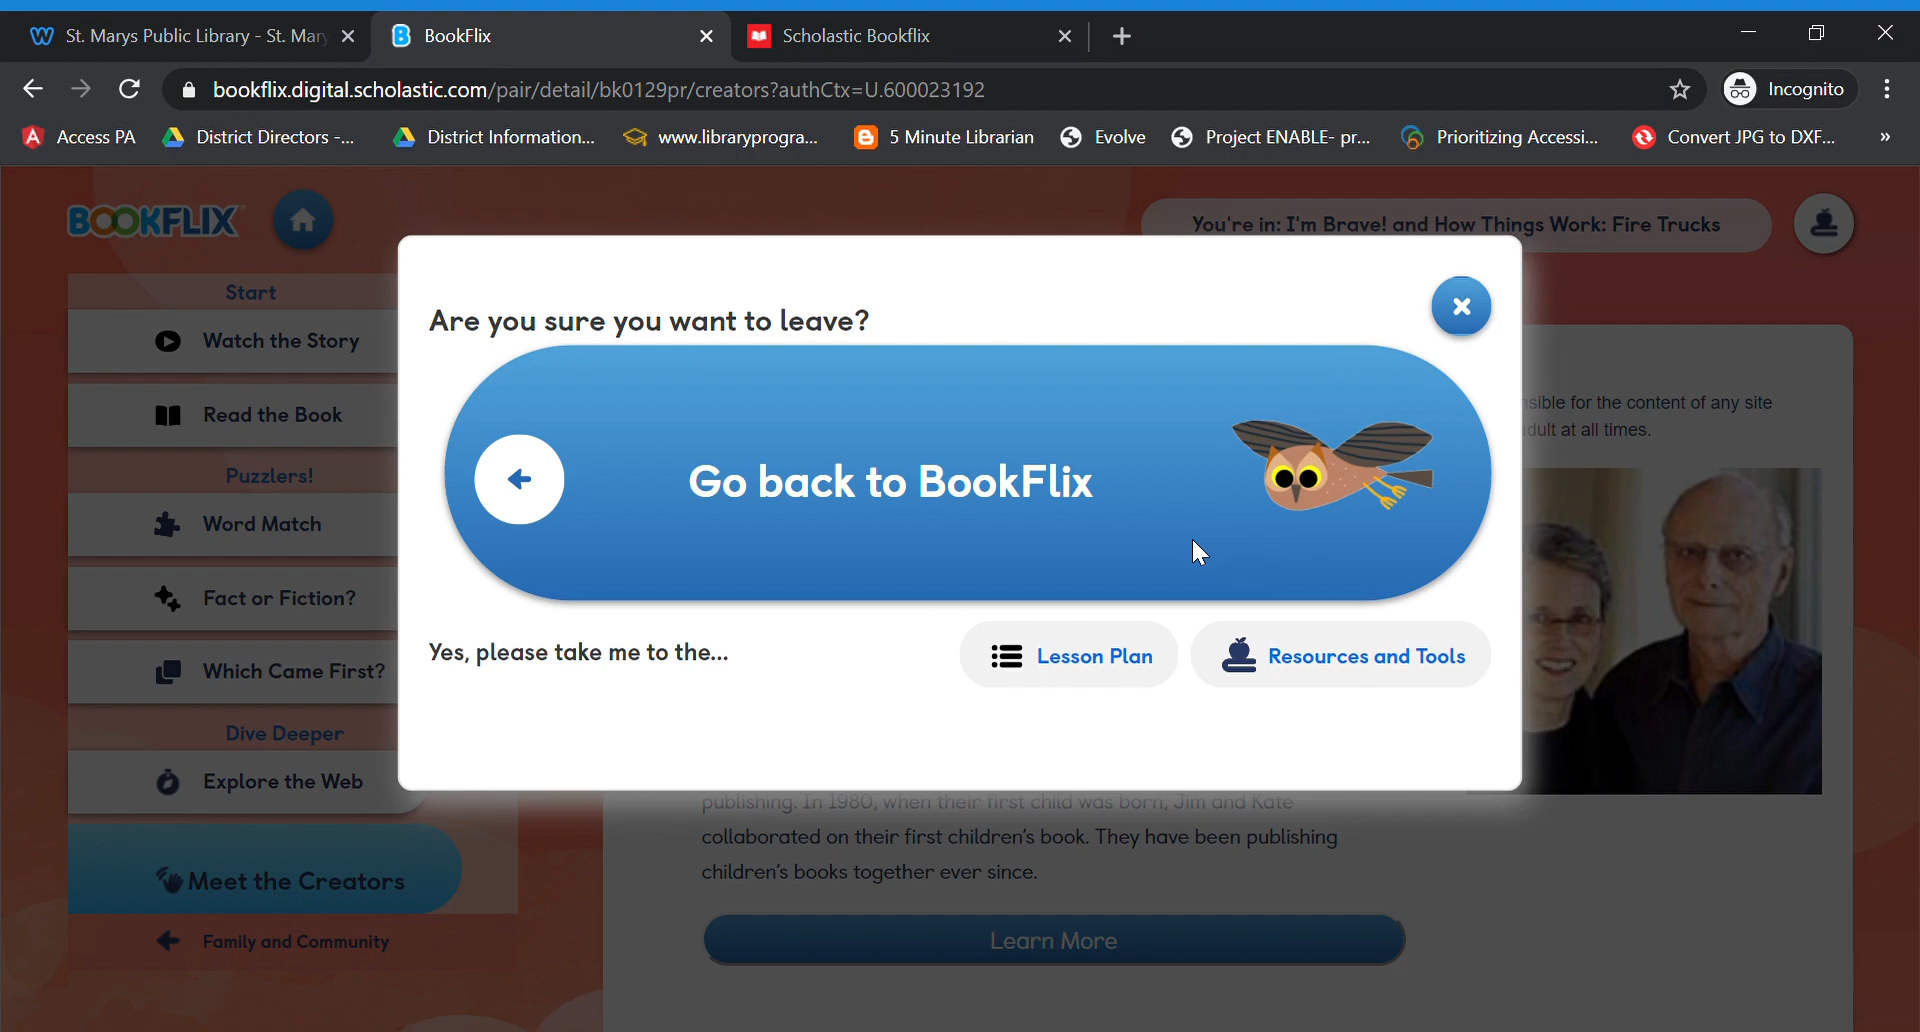 St. Marys Public Library - St. Mary
BookFlix
Scholastic Bookflix
bookflix.digital.scholastic.com/pair/detail/bk0129pr/creators?authCtx=U.600023192
Incognito
Access PA
District Directors -...
District Information...
www.libraryprogra...
5 Minute Librarian
Evolve
Project ENABLE- pr...
Prioritizing Accessi...
Convert JPG to DXF...
»
BOOKFLIX
You're in: I'm Brave! and How Things Work: Fire Trucks
Start
Watch the Story
Read the Book
Puzzlers!
Word Match
Fact or Fiction?
Which Came First?
Dive Deeper
Explore the Web
Meet the Creators
Family and Community
Are you sure you want to leave?
Go back to BookFlix
Yes, please take me to the...
Lesson Plan
Resources and Tools
for the content of any site
at all times.
publishing. In 1980, when their first child was born, Jim and Kate
collaborated on their first children's book. They have been publishing
children's books together ever since.
Learn More